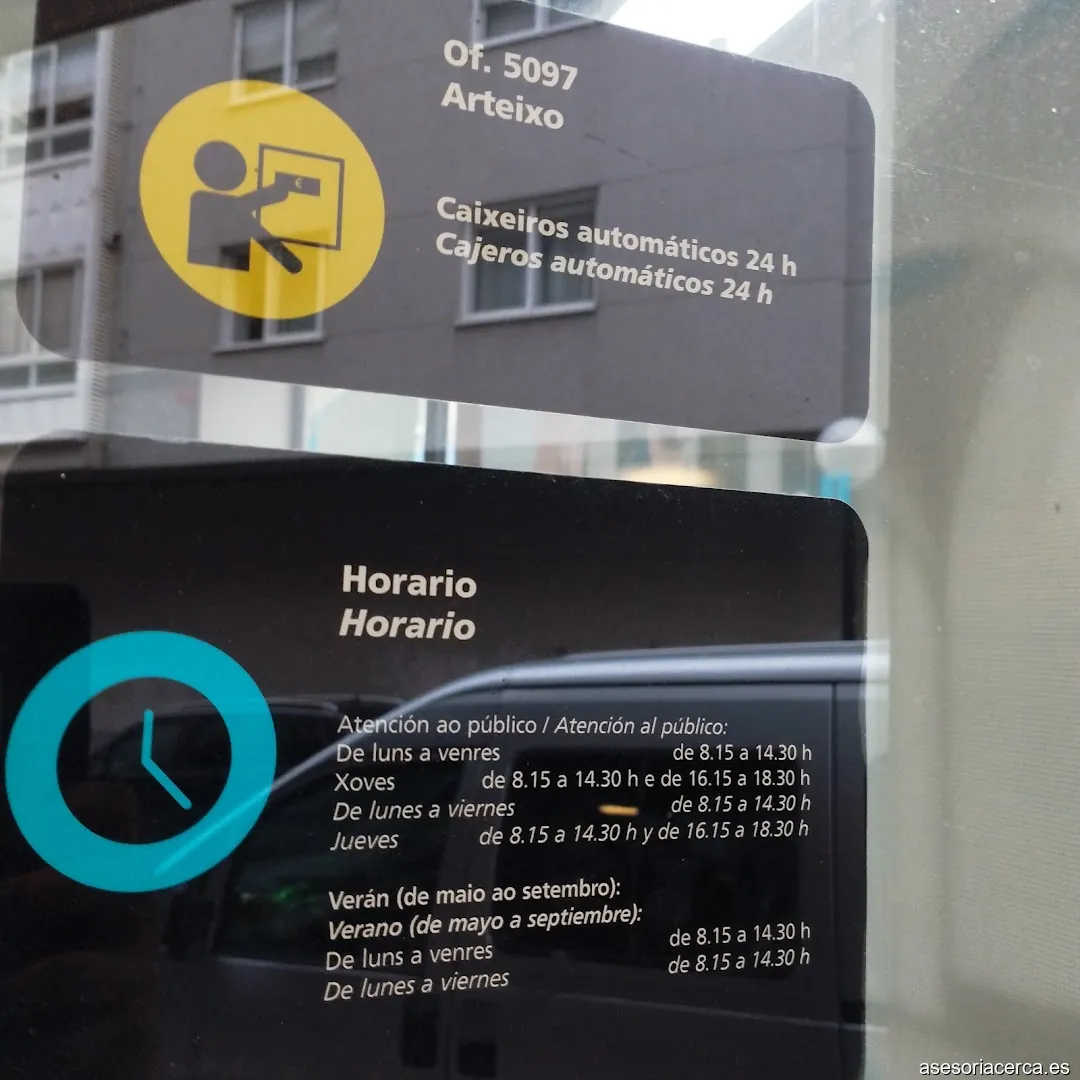 Of. 5097
Arteixo
Caixeiros automáticos 24 h
Cajeros automáticos 24 h
Horario
Horario
Atención ao público / Atención al público:
De luns a venres de 8.15 a 14.30 h
Xoves de 8.15 a 14.30 h e de 16.15 a 18.30 h
De lunes a viernes de 8.15 a 14.30 h
Jueves de 8.15 a 14.30 h y de 16.15 a 18.30 h
Verán (de maio ao setembro):
Verano (de mayo a septiembre):
De luns a venres de 8.15 a 14.30 h
De lunes a viernes de 8.15 a 14.30 h
asesoriacerca.es